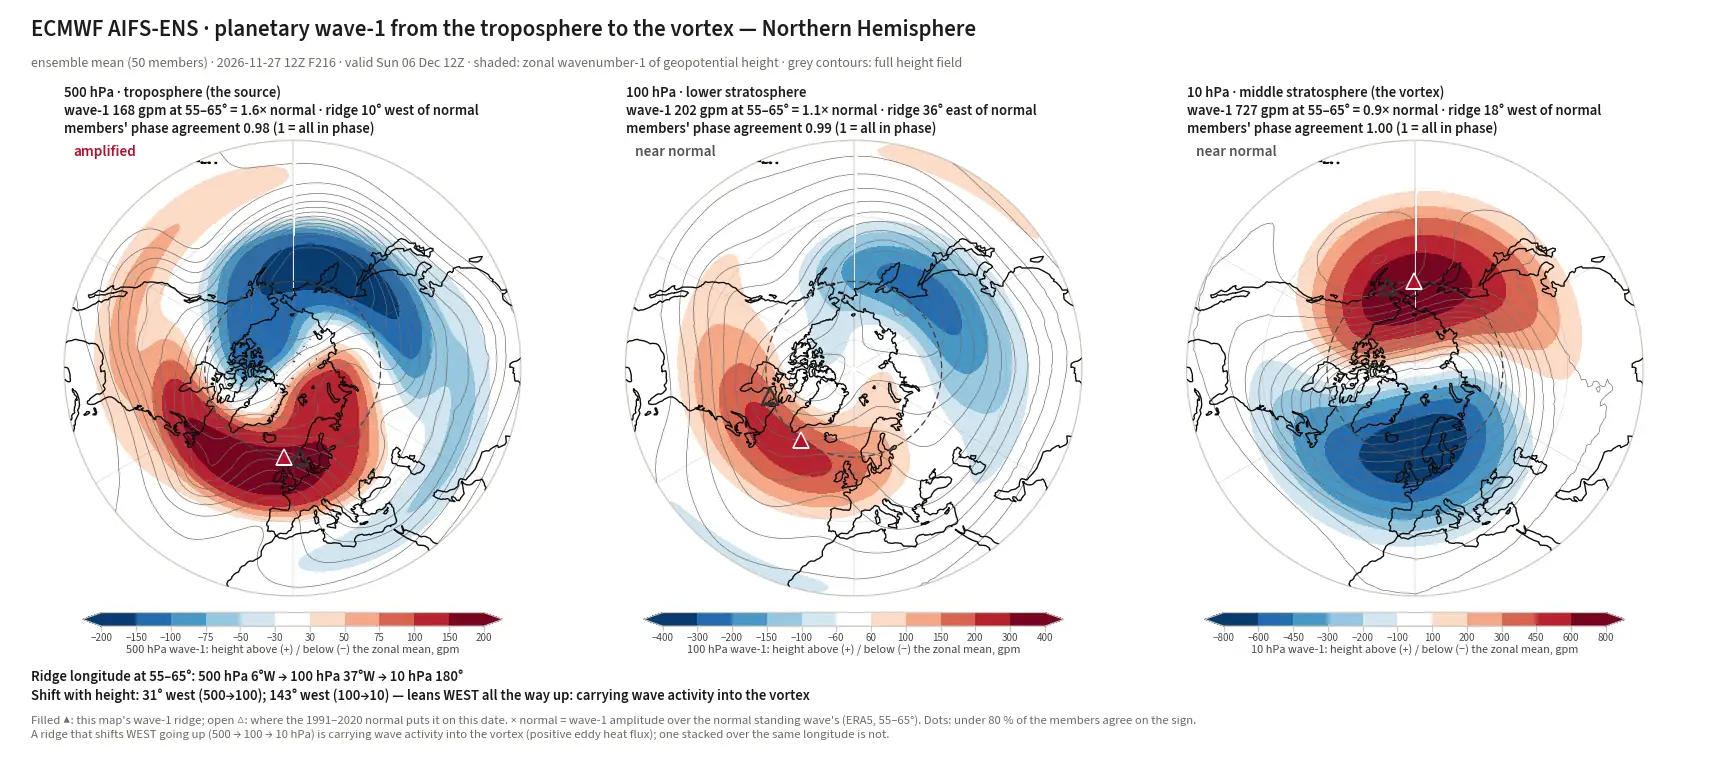 ECMWF AIFS-ENS · planetary wave-1 from the troposphere to the vortex — Northern Hemisphere
ensemble mean (50 members) · 2026-11-27 12Z F216 · valid Sun 06 Dec 12Z · shaded: zonal wavenumber-1 of geopotential height · grey contours: full height field
500 hPa · troposphere (the source)
wave-1 168 gpm at 55–65° = 1.6× normal · ridge 10° west of normal
members' phase agreement 0.98 (1 = all in phase)
amplified
100 hPa · lower stratosphere
wave-1 202 gpm at 55–65° = 1.1× normal · ridge 36° east of normal
members' phase agreement 0.99 (1 = all in phase)
near normal
10 hPa · middle stratosphere (the vortex)
wave-1 727 gpm at 55–65° = 0.9× normal · ridge 18° west of normal
members' phase agreement 1.00 (1 = all in phase)
near normal
−200 −150 −100 −75 −50 −30 30 50 75 100 150 200
500 hPa wave-1: height above (+) / below (−) the zonal mean, gpm
−400 −300 −200 −150 −100 −60 60 100 150 200 300 400
100 hPa wave-1: height above (+) / below (−) the zonal mean, gpm
−800 −600 −450 −300 −200 −100 100 200 300 450 600 800
10 hPa wave-1: height above (+) / below (−) the zonal mean, gpm
Ridge longitude at 55–65°: 500 hPa 6°W → 100 hPa 37°W → 10 hPa 180°
Shift with height: 31° west (500→100); 143° west (100→10) — leans WEST all the way up: carrying wave activity into the vortex
Filled ▲: this map's wave-1 ridge; open △: where the 1991–2020 normal puts it on this date. × normal = wave-1 amplitude over the normal standing wave's (ERA5, 55–65°). Dots: under 80 % of the members agree on the sign.
A ridge that shifts WEST going up (500 → 100 → 10 hPa) is carrying wave activity into the vortex (positive eddy heat flux); one stacked over the same longitude is not.